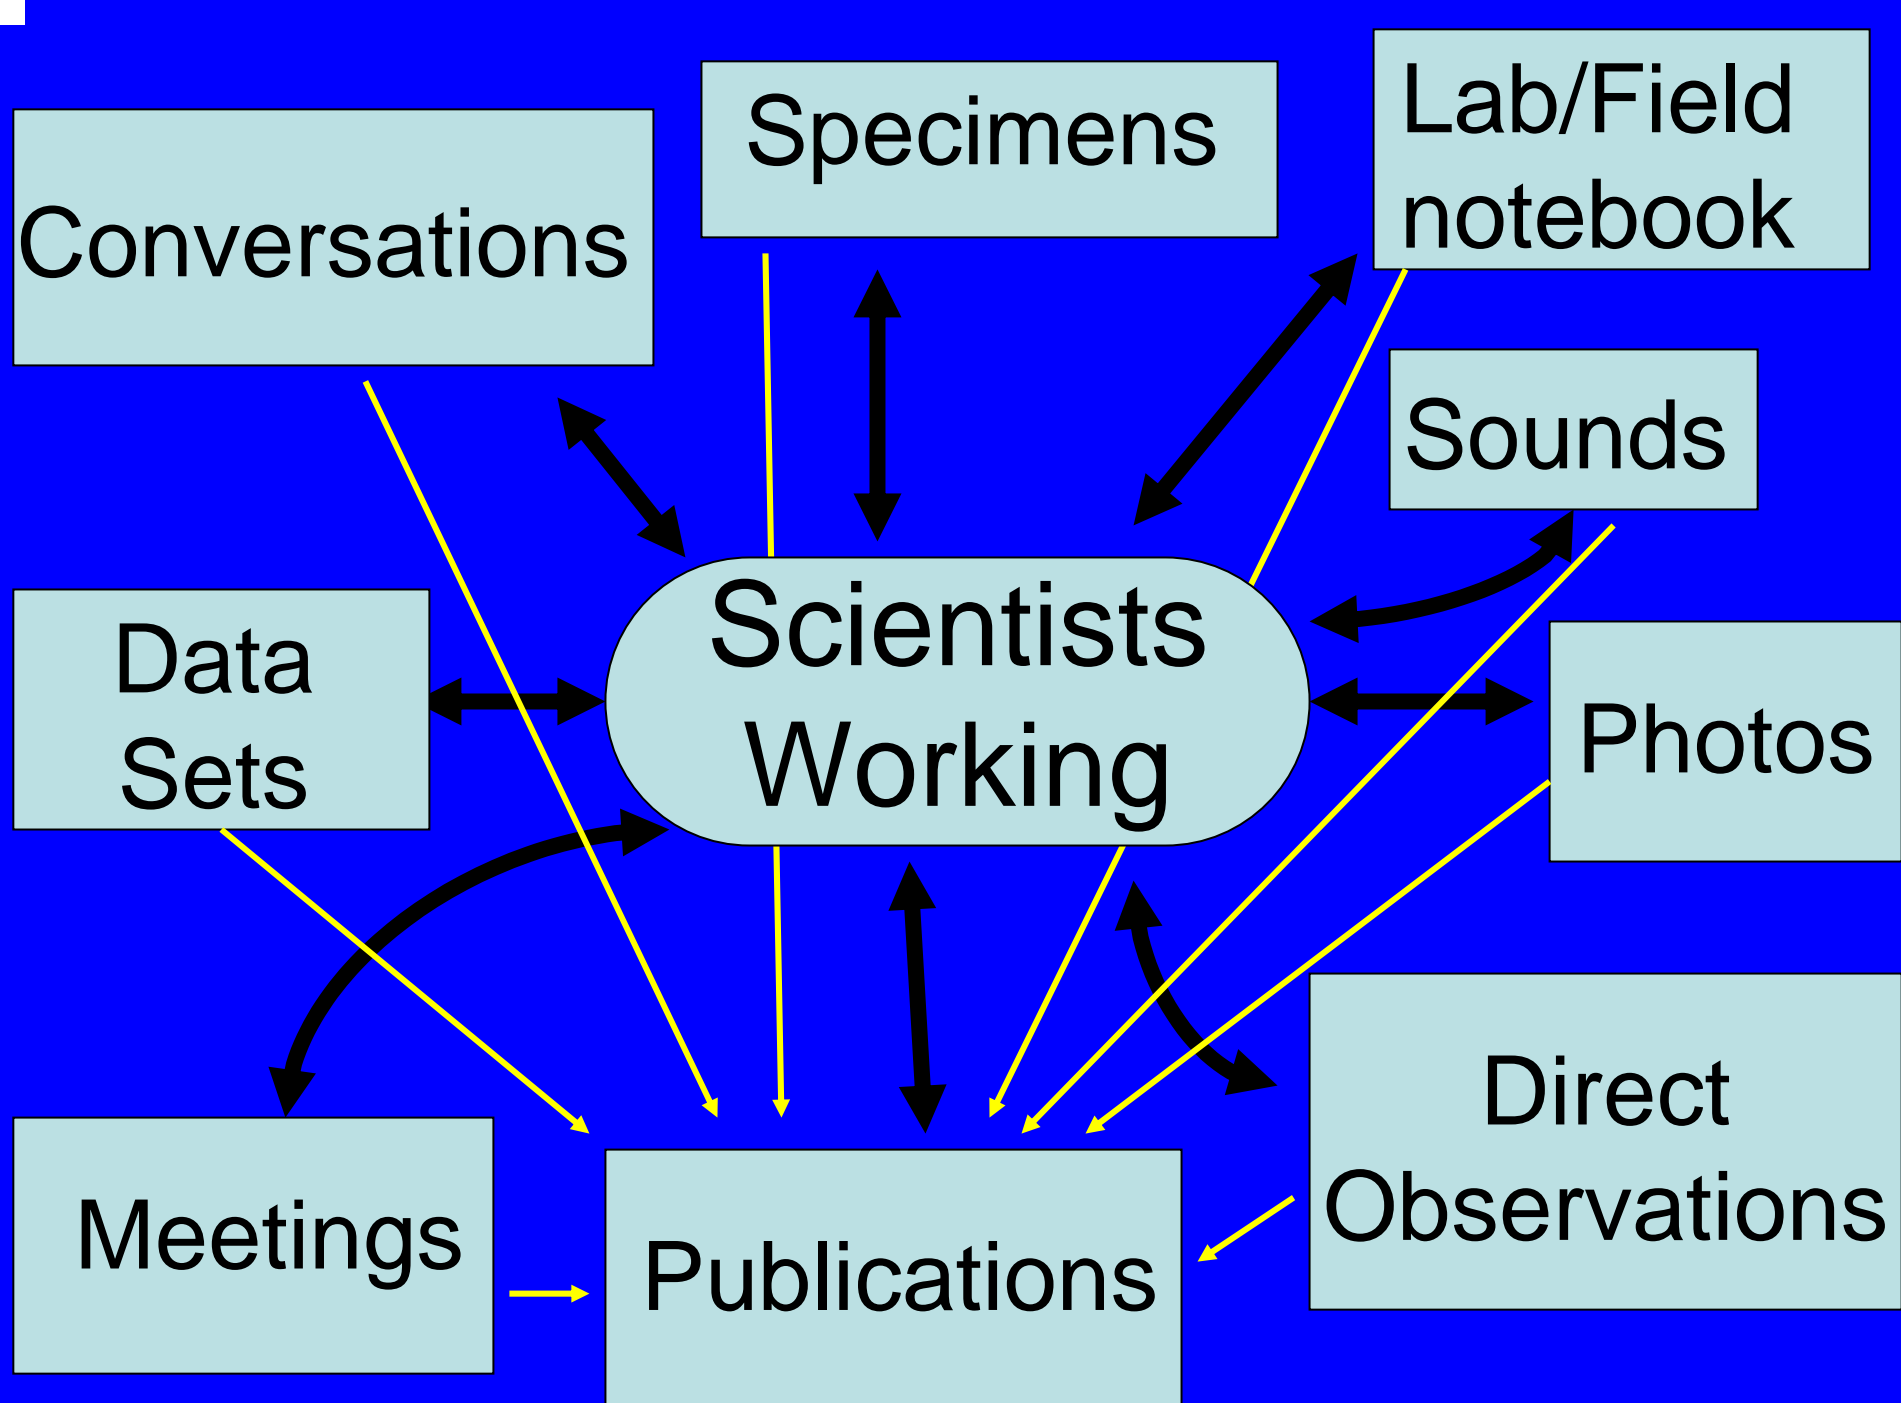 Conversations
Specimens
Lab/Field
notebook
Sounds
Scientists
Working
Data
Sets
Photos
Direct
Observations
Meetings
Publications